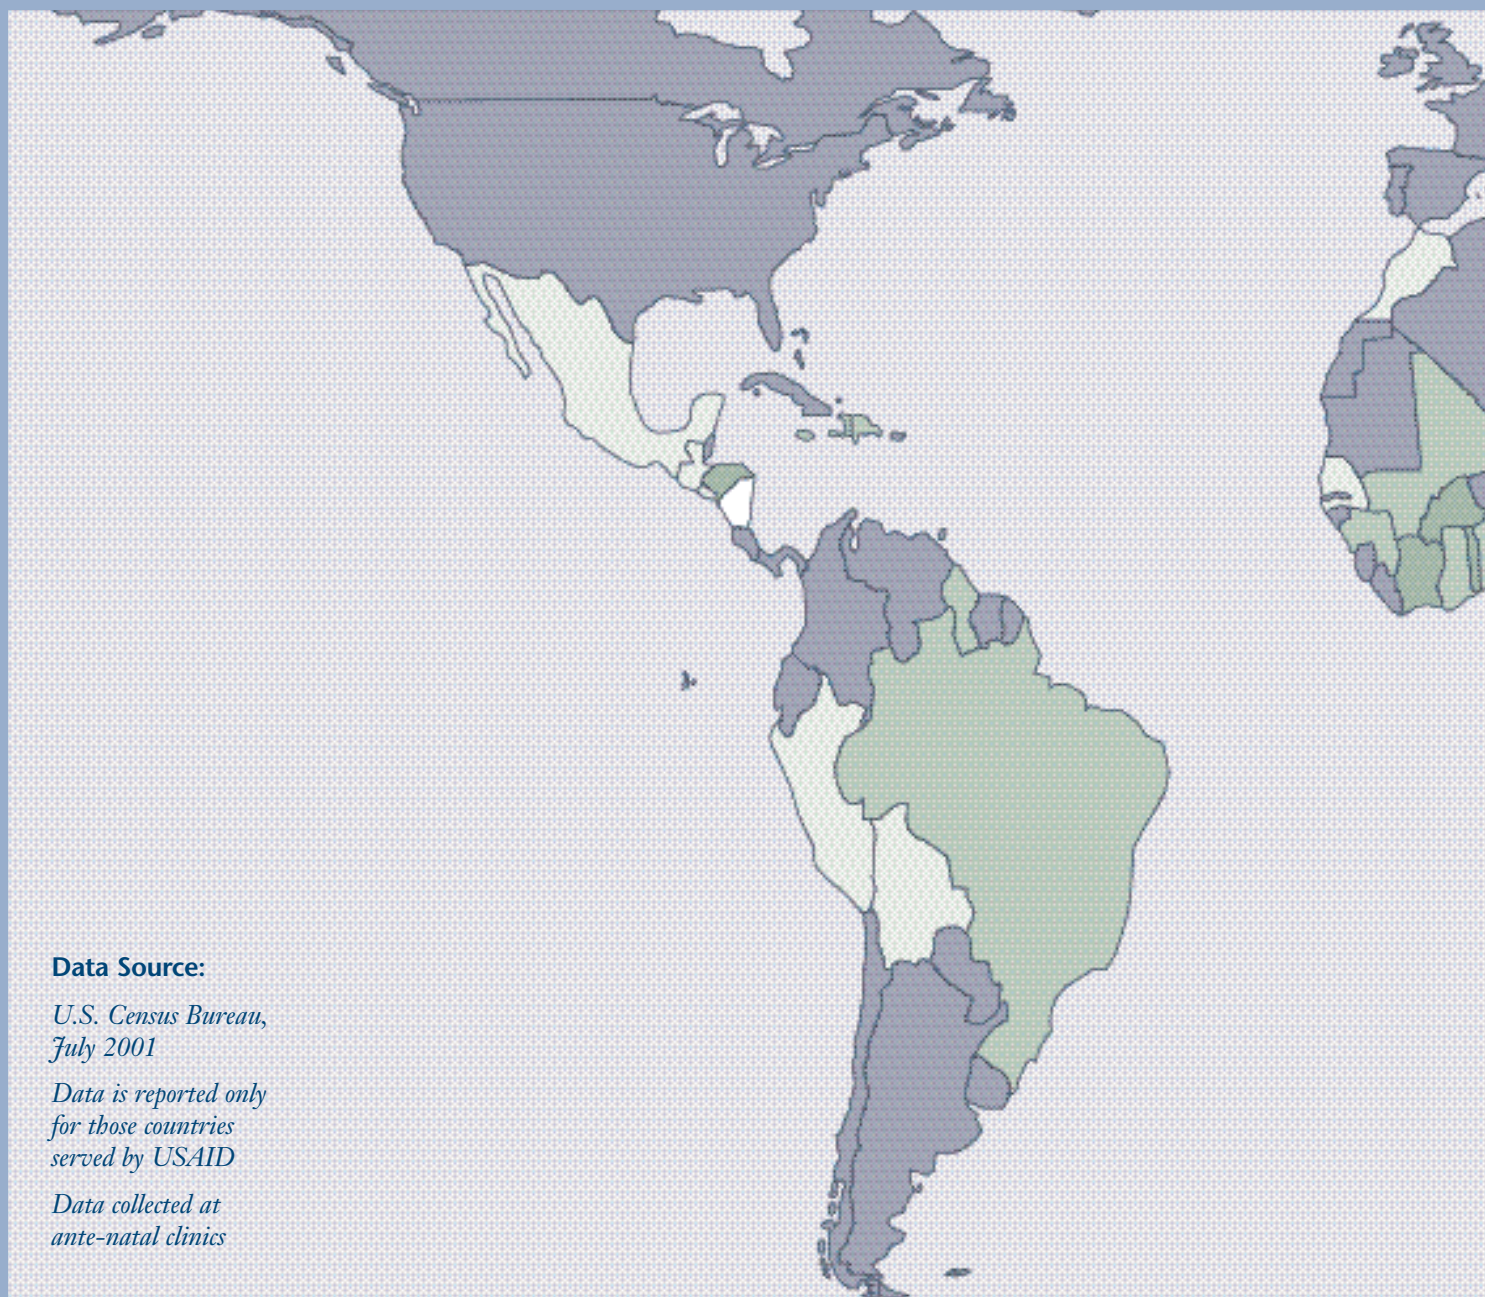 Data Source:
U.S. Census Bureau,
July 2001
Data is reported only
for those countries
served by USAID
Data collected at
ante-natal clinics